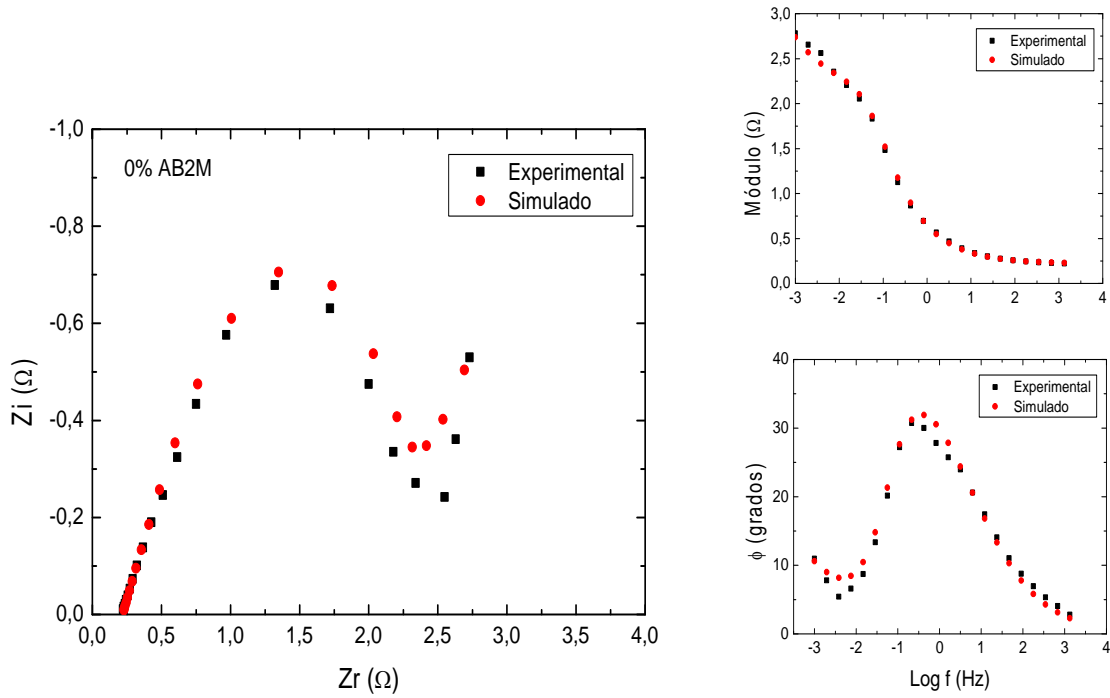 -1,0
-0,8
-0,6
-0,4
-0,2
0,0
Zi (Ω)
0% AB2M
Experimental
Simulado
0,0 0,5 1,0 1,5 2,0 2,5 3,0 3,5 4,0
Zr (Ω)
3,0
2,5
2,0
1,5
1,0
0,5
0,0
Módulo (Ω)
Experimental
Simulado
-3 -2 -1 0 1 2 3 4
40
30
20
10
0
ϕ (grados)
Experimental
Simulado
-3 -2 -1 0 1 2 3 4
Log f (Hz)